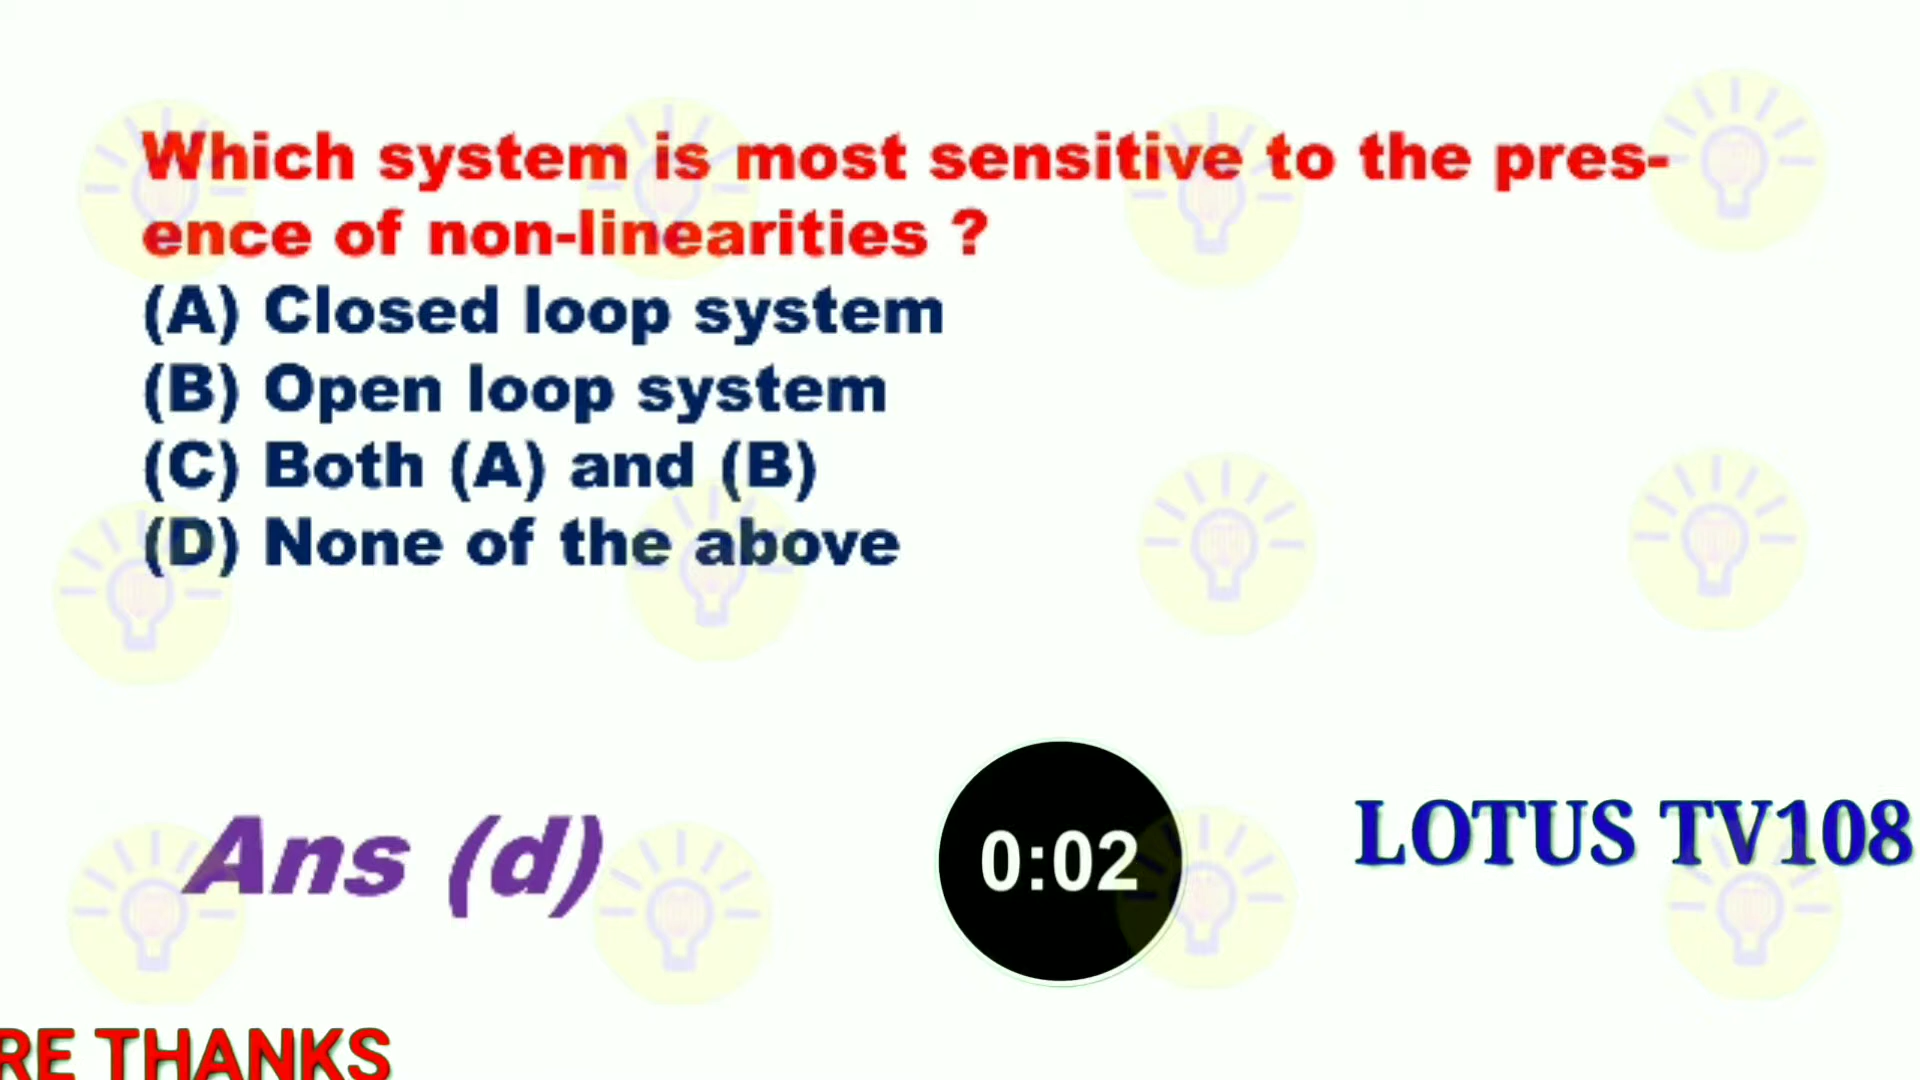 Which system is most sensitive to the pres-
ence of non-linearities ?
(A) Closed loop system
(B) Open loop system
(C) Both (A) and (B)
(D) None of the above
Ans (d)
0:02
LOTUS TV108
RE THANKS